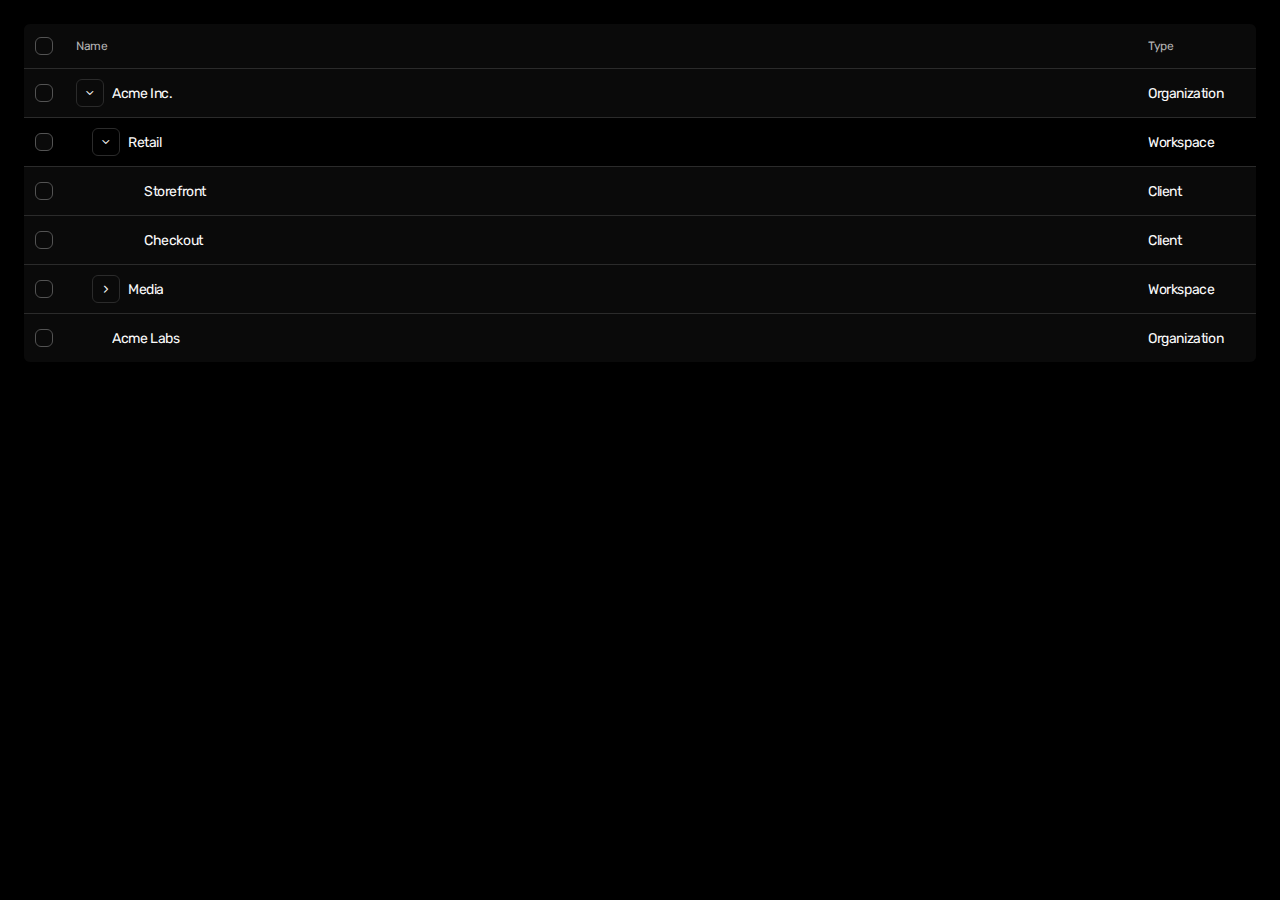 Name Type
Acme Inc. Organization
Retail Workspace
Storefront Client
Checkout Client
Media Workspace
Acme Labs Organization